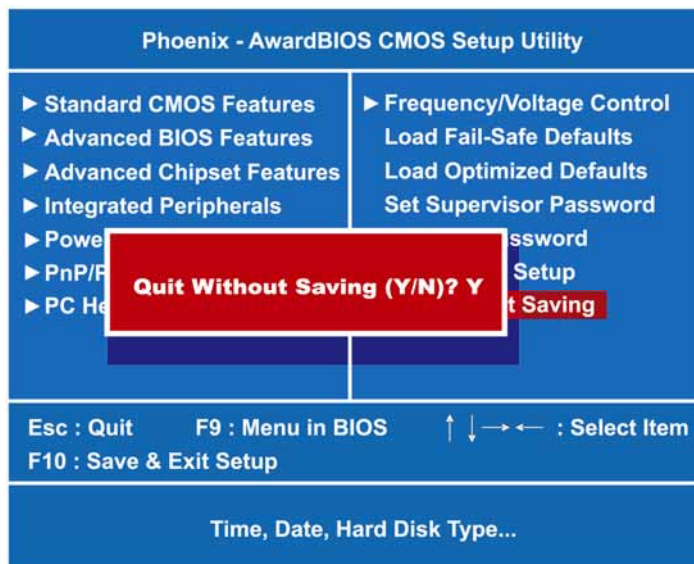 Phoenix - AwardBIOS CMOS Setup Utility
► Standard CMOS Features
► Advanced BIOS Features
► Advanced Chipset Features
► Integrated Peripherals
► Powe
► PnP/P
► PC He
► Frequency/Voltage Control
Load Fail-Safe Defaults
Load Optimized Defaults
Set Supervisor Password
ssword
Setup
t Saving
Quit Without Saving (Y/N)? Y
Esc : Quit F9 : Menu in BIOS ↑ ↓ → ← : Select Item
F10 : Save & Exit Setup
Time, Date, Hard Disk Type...